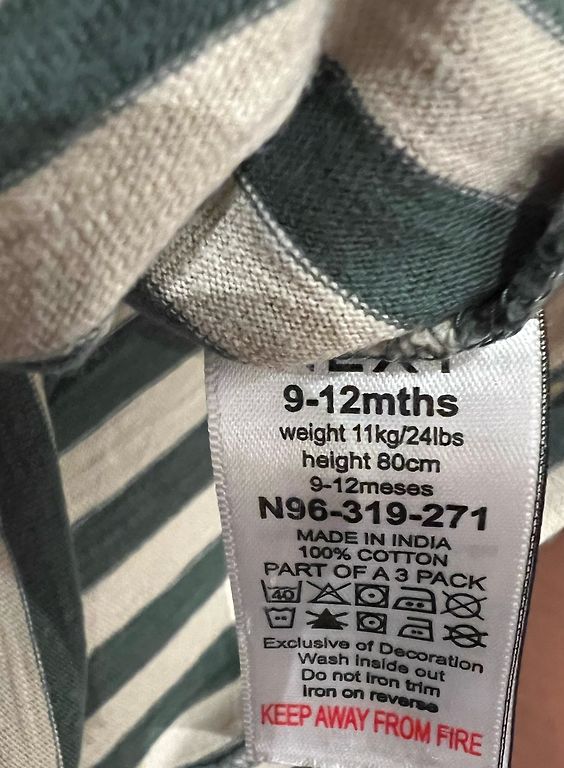 NEXT
9-12mths
weight 11kg/24lbs
height 80cm
9-12meses
N96-319-271
MADE IN INDIA
100% COTTON
PART OF A 3 PACK
40
Exclusive of Decoration
Wash inside out
Do not Iron trim
Iron on reverse
KEEP AWAY FROM FIRE